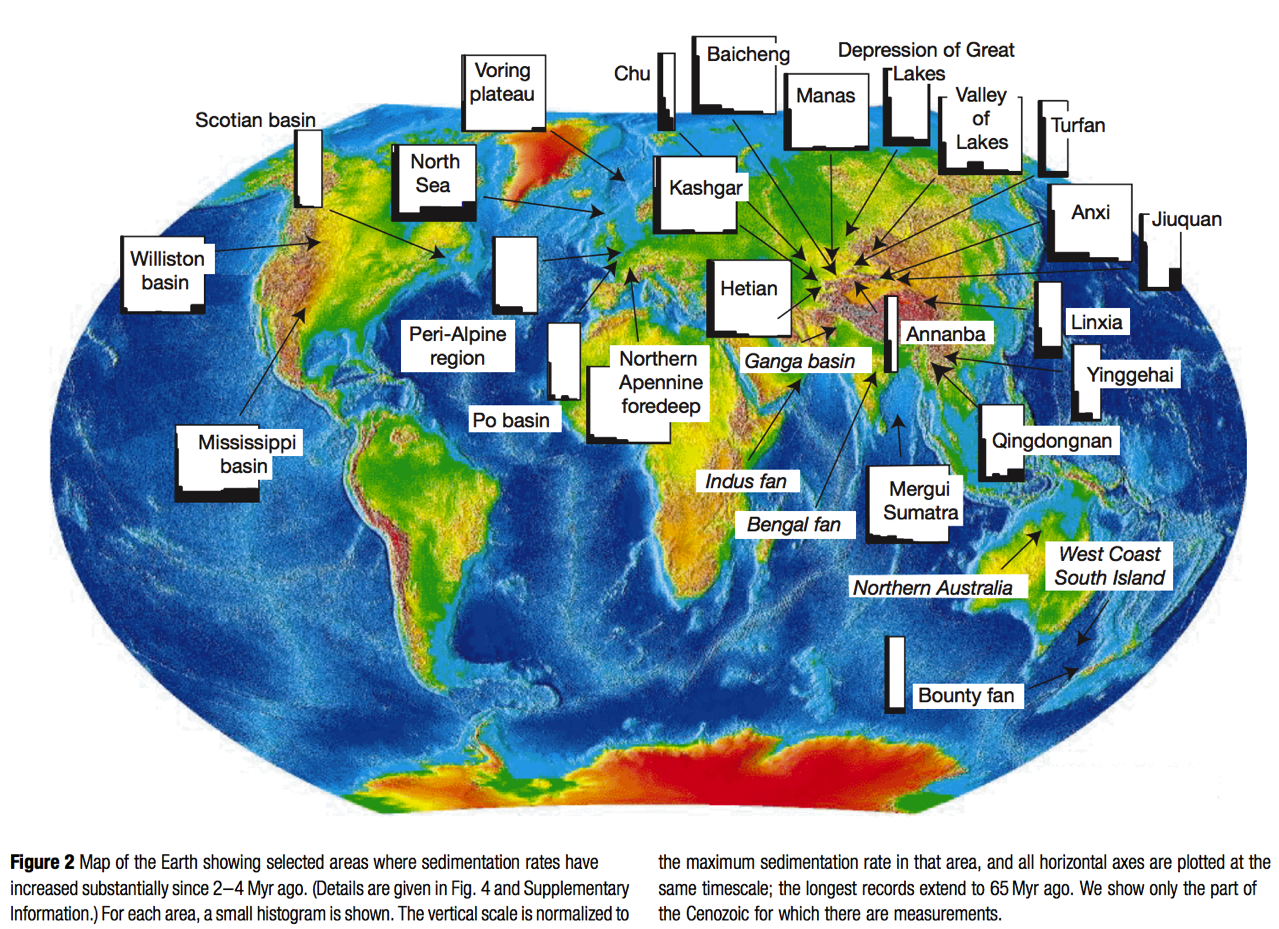 Scotian basin
Voring
plateau
Chu
Baicheng
Depression of Great
Lakes
Manas
Valley
of
Lakes
Turfan
North
Sea
Kashgar
Anxi
Jiuquan
Williston
basin
Hetian
Peri-Alpine
region
Northern
Apennine
foredeep
Ganga basin
Annanba
Linxia
Yinggehai
Po basin
Mississippi
basin
Qingdongnan
Indus fan
Mergui
Sumatra
Bengal fan
West Coast
South Island
Northern Australia
Bounty fan
Figure 2 Map of the Earth showing selected areas where sedimentation rates have
increased substantially since 2–4 Myr ago. (Details are given in Fig. 4 and Supplementary
Information.) For each area, a small histogram is shown. The vertical scale is normalized to
the maximum sedimentation rate in that area, and all horizontal axes are plotted at the
same timescale; the longest records extend to 65 Myr ago. We show only the part of
the Cenozoic for which there are measurements.